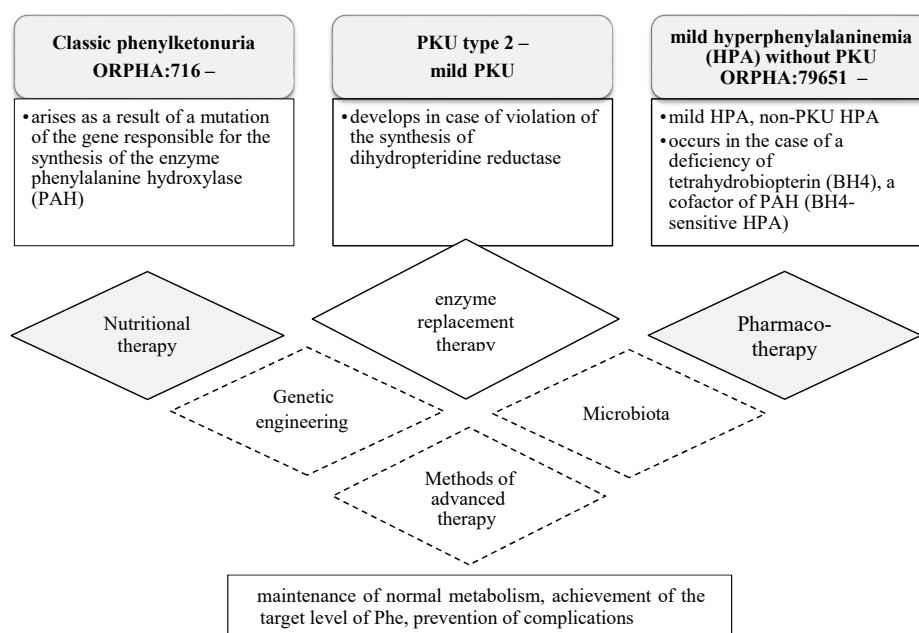 Classic phenylketonuria
ORPHA:716 –
PKU type 2 –
mild PKU
mild hyperphenylalaninemia
(HPA) without PKU
ORPHA:79651 –
•arises as a result of a mutation
of the gene responsible for the
synthesis of the enzyme
phenylalanine hydroxylase
(PAH)
•develops in case of violation of
the synthesis of
dihydropteridine reductase
•mild HPA, non-PKU HPA
•occurs in the case of a
deficiency of
tetrahydrobiopterin (BH4), a
cofactor of PAH (BH4-
sensitive HPA)
Nutritional
therapy
enzyme
replacement
therapy
Pharmaco-
therapy
Genetic
engineering
Microbiota
Methods of
advanced
therapy
maintenance of normal metabolism, achievement of the
target level of Phe, prevention of complications